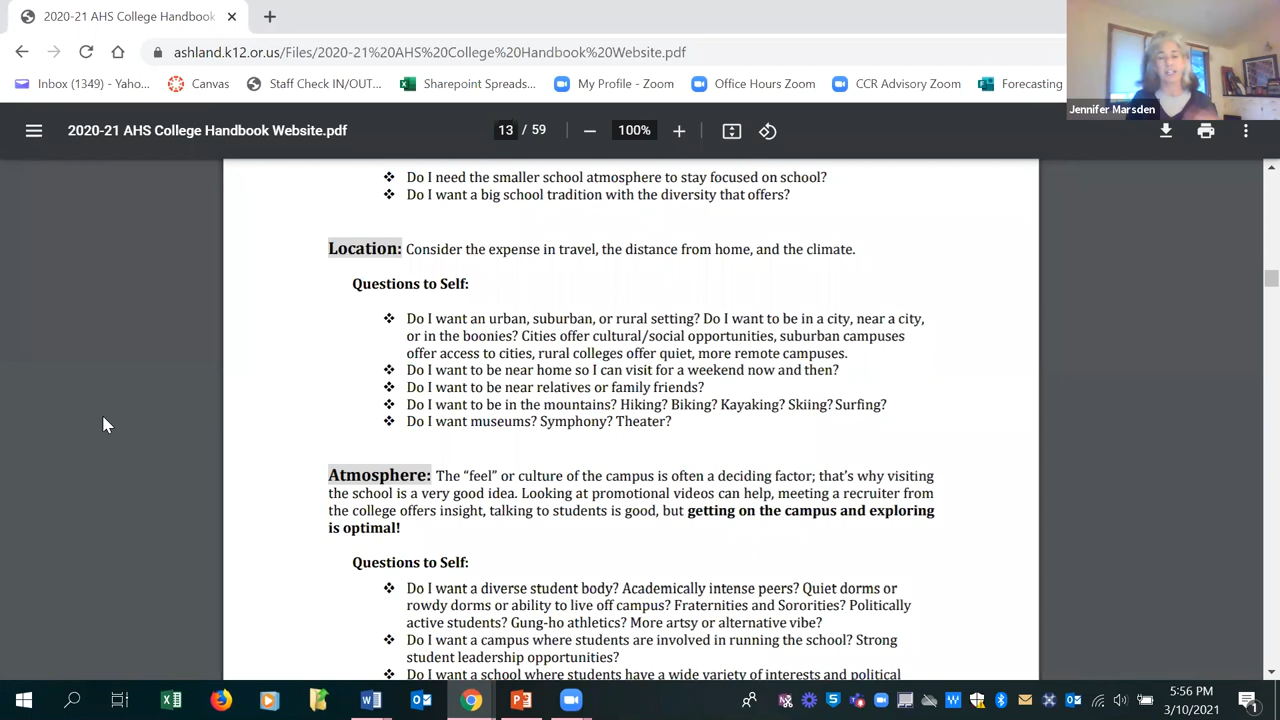 2020-21 AHS College Handbook
ashland.k12.or.us/Files/2020-21%20AHS%20College%20Handbook%20Website.pdf
Inbox (1349) - Yaho...
Canvas
Staff Check IN/OUT...
Sharepoint Spreads...
My Profile - Zoom
Office Hours Zoom
CCR Advisory Zoom
Forecasting
Jennifer Marsden
2020-21 AHS College Handbook Website.pdf
13 / 59
100%
❖ Do I need the smaller school atmosphere to stay focused on school?
❖ Do I want a big school tradition with the diversity that offers?
Location: Consider the expense in travel, the distance from home, and the climate.
Questions to Self:
❖ Do I want an urban, suburban, or rural setting? Do I want to be in a city, near a city,
or in the boonies? Cities offer cultural/social opportunities, suburban campuses
offer access to cities, rural colleges offer quiet, more remote campuses.
❖ Do I want to be near home so I can visit for a weekend now and then?
❖ Do I want to be near relatives or family friends?
❖ Do I want to be in the mountains? Hiking? Biking? Kayaking? Skiing? Surfing?
❖ Do I want museums? Symphony? Theater?
Atmosphere: The “feel” or culture of the campus is often a deciding factor; that’s why visiting
the school is a very good idea. Looking at promotional videos can help, meeting a recruiter from
the college offers insight, talking to students is good, but getting on the campus and exploring
is optimal!
Questions to Self:
❖ Do I want a diverse student body? Academically intense peers? Quiet dorms or
rowdy dorms or ability to live off campus? Fraternities and Sororities? Politically
active students? Gung-ho athletics? More artsy or alternative vibe?
❖ Do I want a campus where students are involved in running the school? Strong
student leadership opportunities?
❖ Do I want a school where students have a wide variety of interests and political
5:56 PM
3/10/2021
1